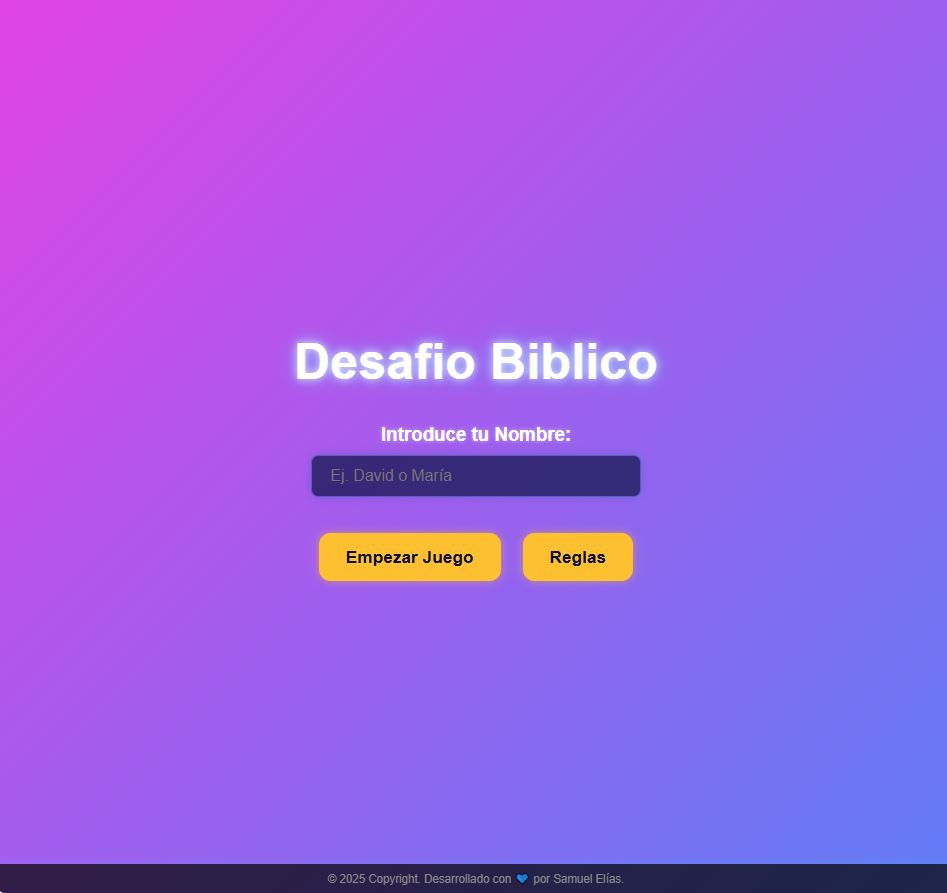 Desafio Biblico
Introduce tu Nombre:
Ej. David o María
Empezar Juego
Reglas
© 2025 Copyright. Desarrollado con 💙 por Samuel Elías.